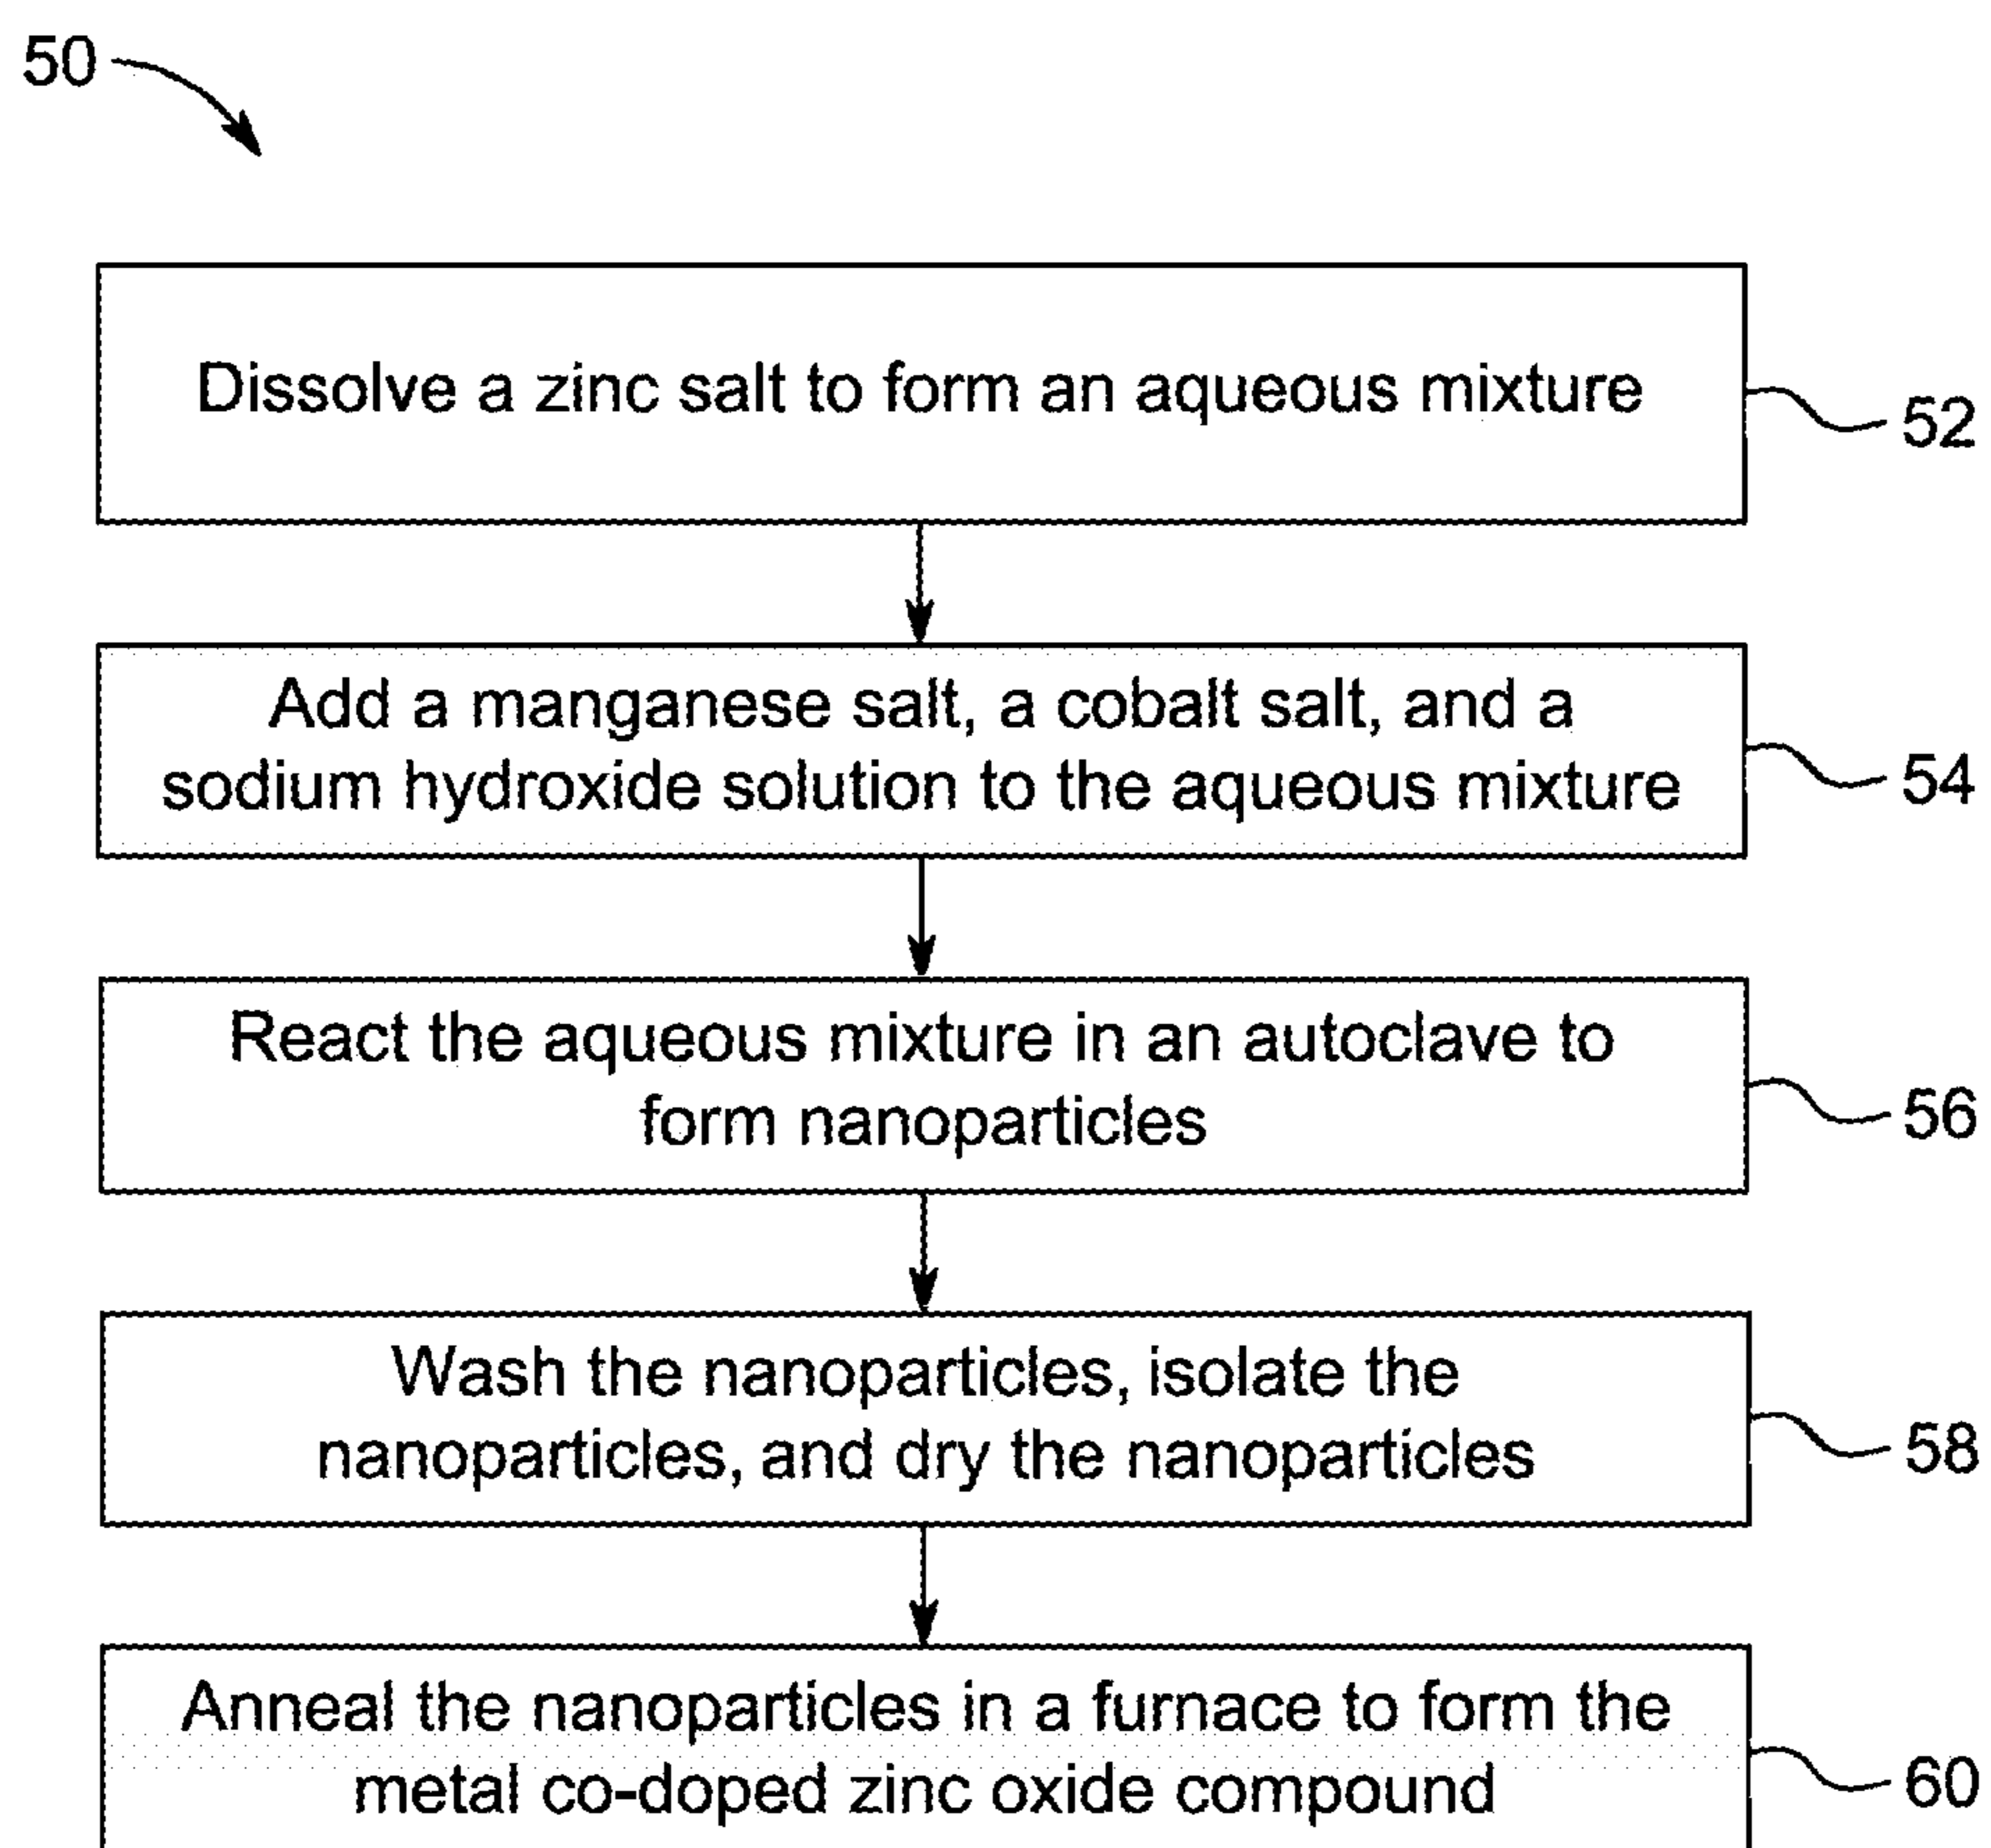 50
Dissolve a zinc salt to form an aqueous mixture
52
Add a manganese salt, a cobalt salt, and a
sodium hydroxide solution to the aqueous mixture
54
React the aqueous mixture in an autoclave to
form nanoparticles
56
Wash the nanoparticles, isolate the
nanoparticles, and dry the nanoparticles
58
Anneal the nanoparticles in a furnace to form the
metal co-doped zinc oxide compound
60